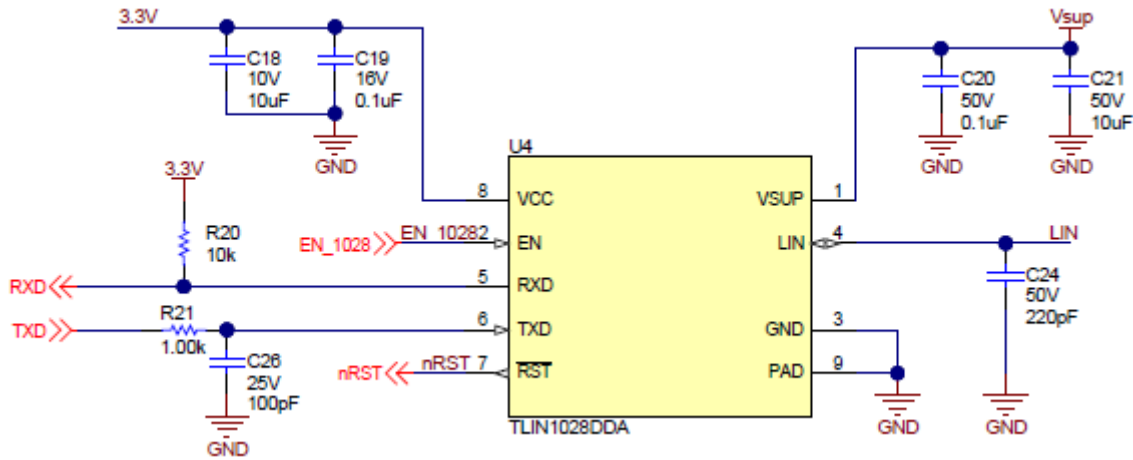 3.3V
Vsup
C18
10V
10uF
C19
16V
0.1uF
C20
50V
0.1uF
C21
50V
10uF
GND
GND
GND
U4
3.3V
8
VCC
VSUP
1
R20
10k
EN_1028
EN_1028
2
EN
LIN
4
LIN
RXD
5
RXD
C24
50V
220pF
TXD
R21
1.00k
6
TXD
GND
3
C26
25V
100pF
nRST
nRST
7
RST
PAD
9
GND
TLIN1028DDA
GND
GND